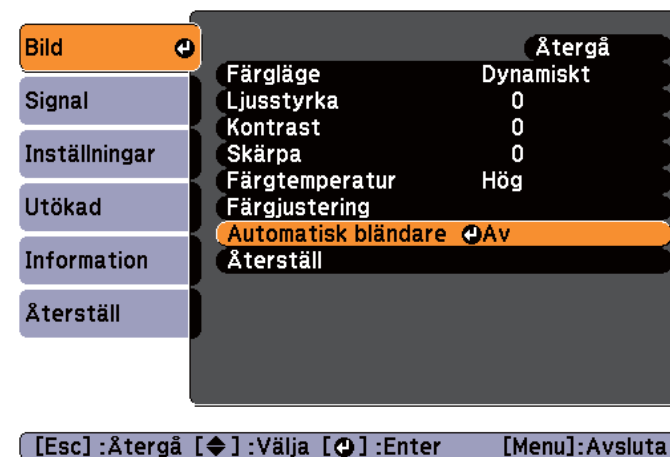 Bild
Signal
Inställningar
Utökad
Information
Återställ
Återgå
Färgläge Dynamiskt
Ljusstyrka 0
Kontrast 0
Skärpa 0
Färgtemperatur Hög
Färgjustering
Automatisk bländare Av
Återställ
[Esc] :Återgå [◆] :Välja [⏎] :Enter [Menu]:Avsluta